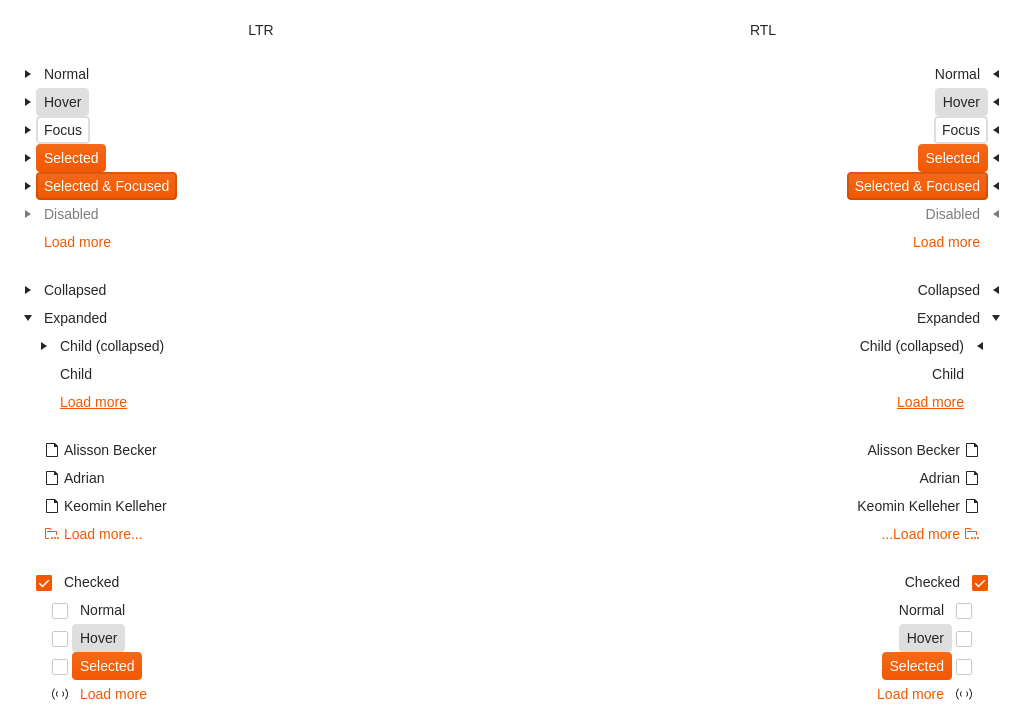 LTR
Normal
Hover
Focus
Selected
Selected & Focused
Disabled
Load more
Collapsed
Expanded
Child (collapsed)
Child
Load more
Alisson Becker
Adrian
Keomin Kelleher
Load more...
Checked
Normal
Hover
Selected
Load more
RTL
Normal
Hover
Focus
Selected
Selected & Focused
Disabled
Load more
Collapsed
Expanded
Child (collapsed)
Child
Load more
Alisson Becker
Adrian
Keomin Kelleher
...Load more
Checked
Normal
Hover
Selected
Load more